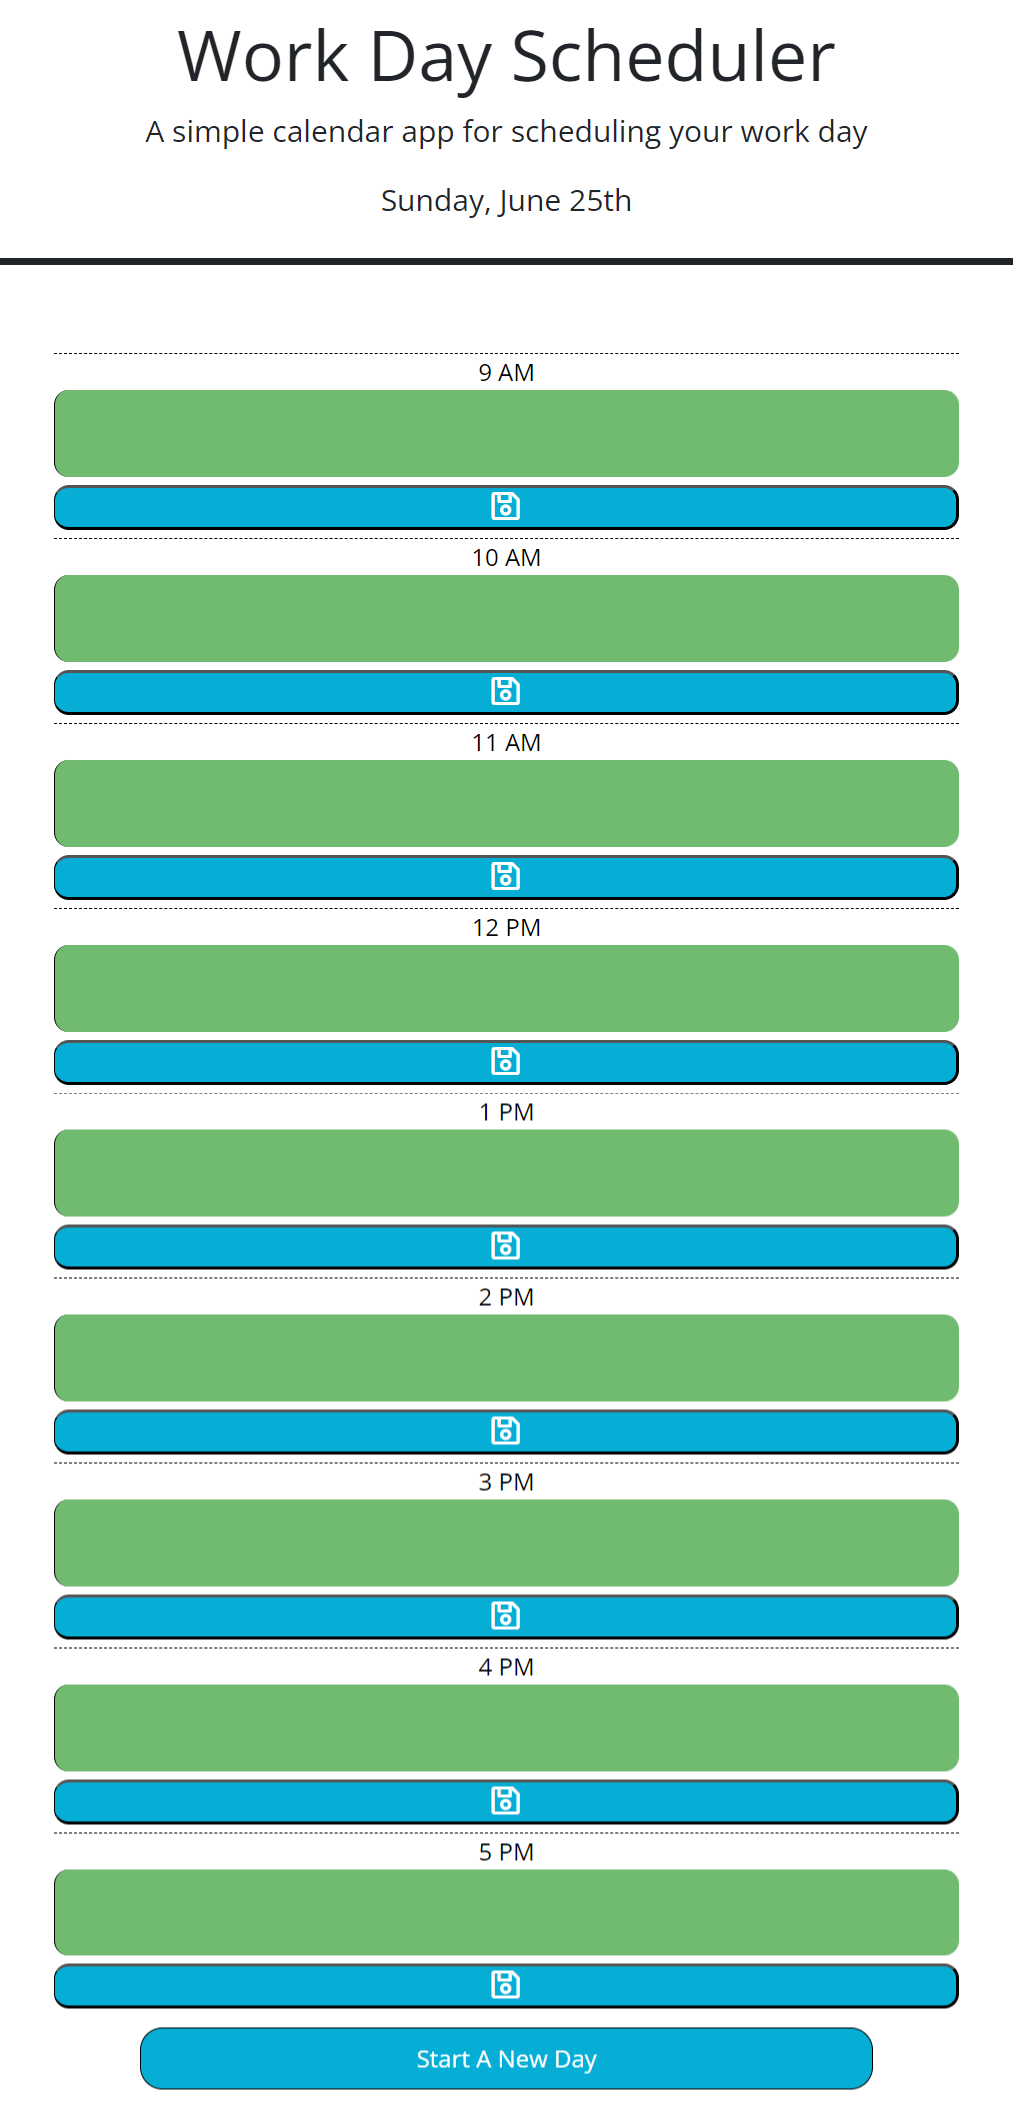 Work Day Scheduler
A simple calendar app for scheduling your work day
Sunday, June 25th
9 AM
10 AM
11 AM
12 PM
1 PM
2 PM
3 PM
4 PM
5 PM
Start A New Day